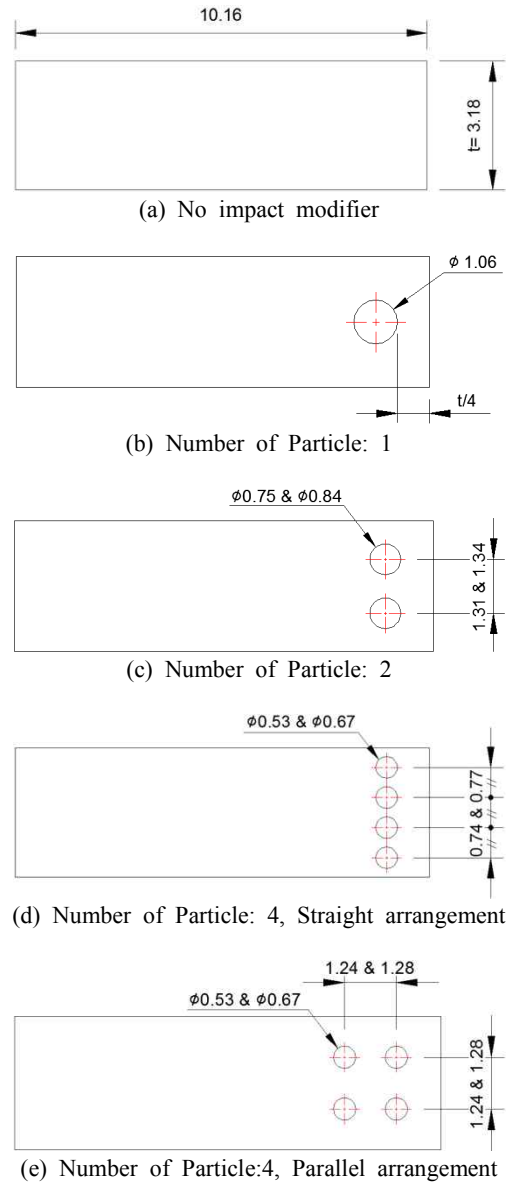 10.16
t= 3.18
(a) No impact modifier
ϕ 1.06
t/4
(b) Number of Particle: 1
ϕ0.75 & ϕ0.84
1.31 & 1.34
(c) Number of Particle: 2
ϕ0.53 & ϕ0.67
0.74 & 0.77
(d) Number of Particle: 4, Straight arrangement
1.24 & 1.28
ϕ0.53 & ϕ0.67
1.24 & 1.28
(e) Number of Particle:4, Parallel arrangement